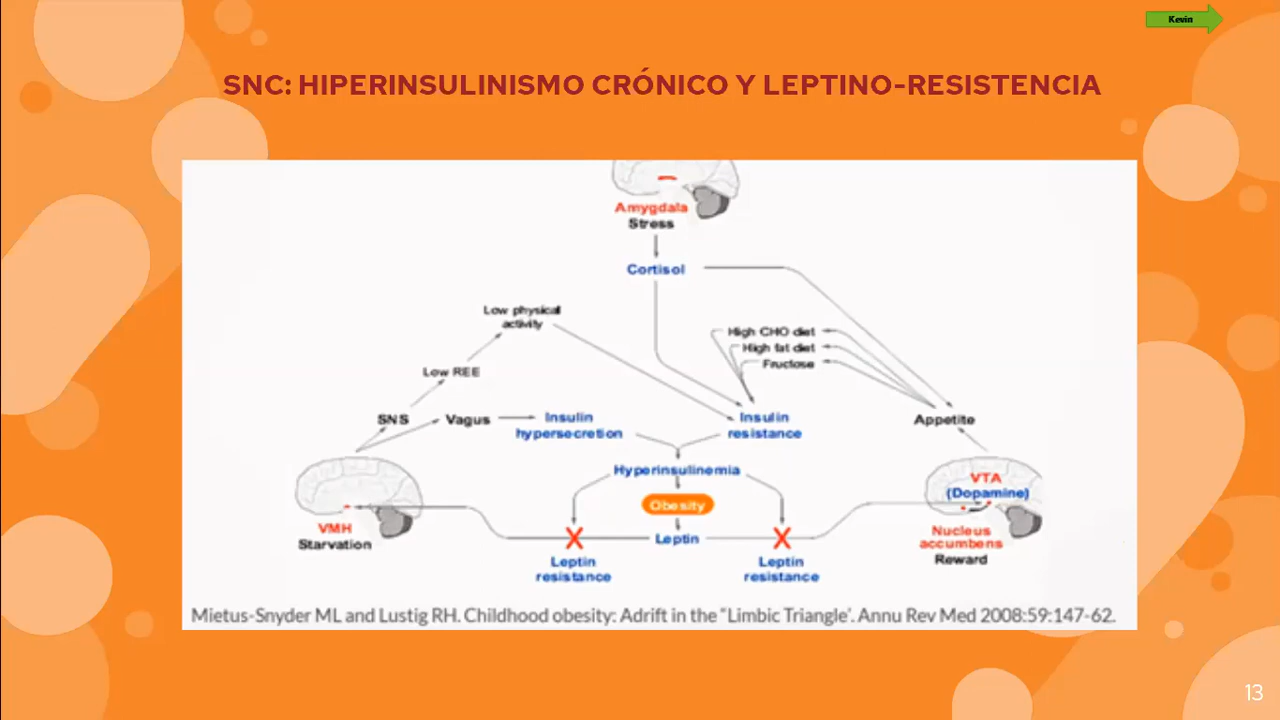 Kevin
SNC: HIPERINSULINISMO CRÓNICO Y LEPTINO-RESISTENCIA
Amygdala
Stress
Cortisol
Low physical
activity
High CHO diet
High fat diet
Fructose
Low REE
SNS
Vagus
Insulin
hypersecretion
Insulin
resistance
Appetite
Hyperinsulinemia
Obesity
Leptin
VMH
Starvation
VTA
(Dopamine)
Nucleus
accumbens
Reward
X
X
Leptin
resistance
Leptin
resistance
Mietus-Snyder ML and Lustig RH. Childhood obesity: Adrift in the “Limbic Triangle’. Annu Rev Med 2008:59:147-62.
13